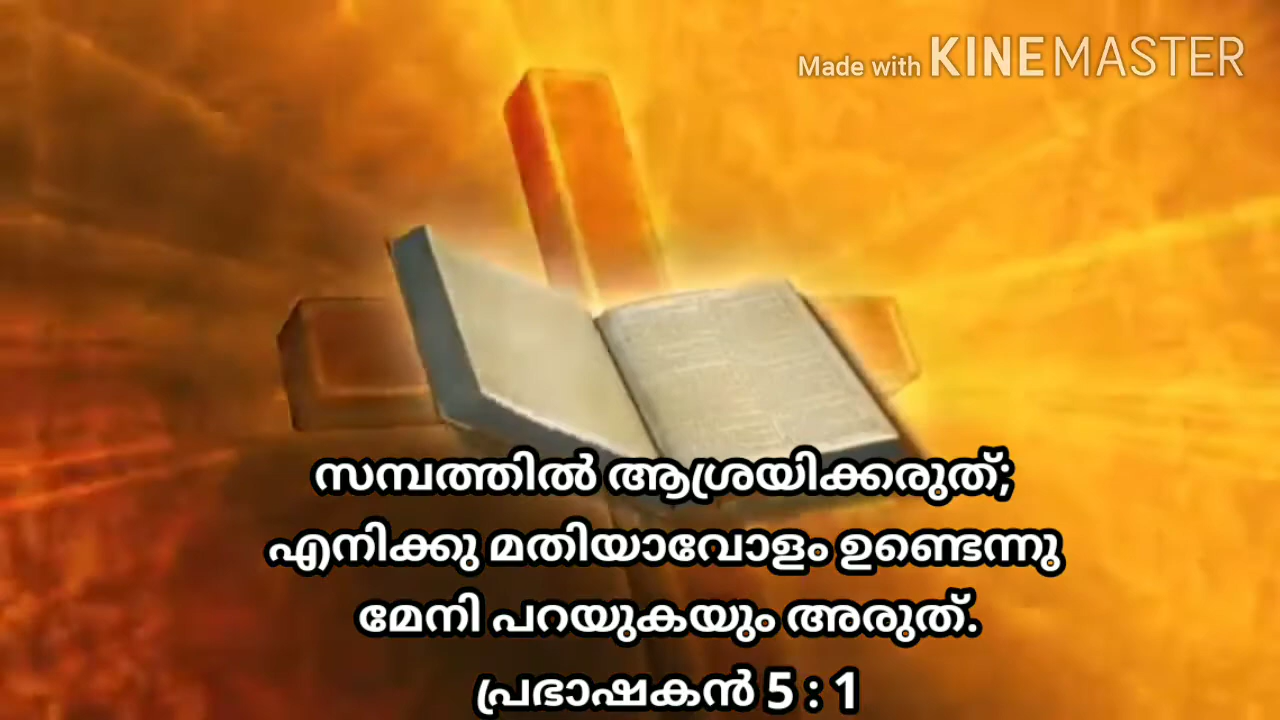 Made with KINEMASTER
സമ്പത്തിൽ ആശ്രയിക്കരുത്;
എനിക്കു മതിയാവോളം ഉണ്ടെന്നു
മേനി പറയുകയും അരുത്.
പ്രഭാഷകൻ 5 : 1